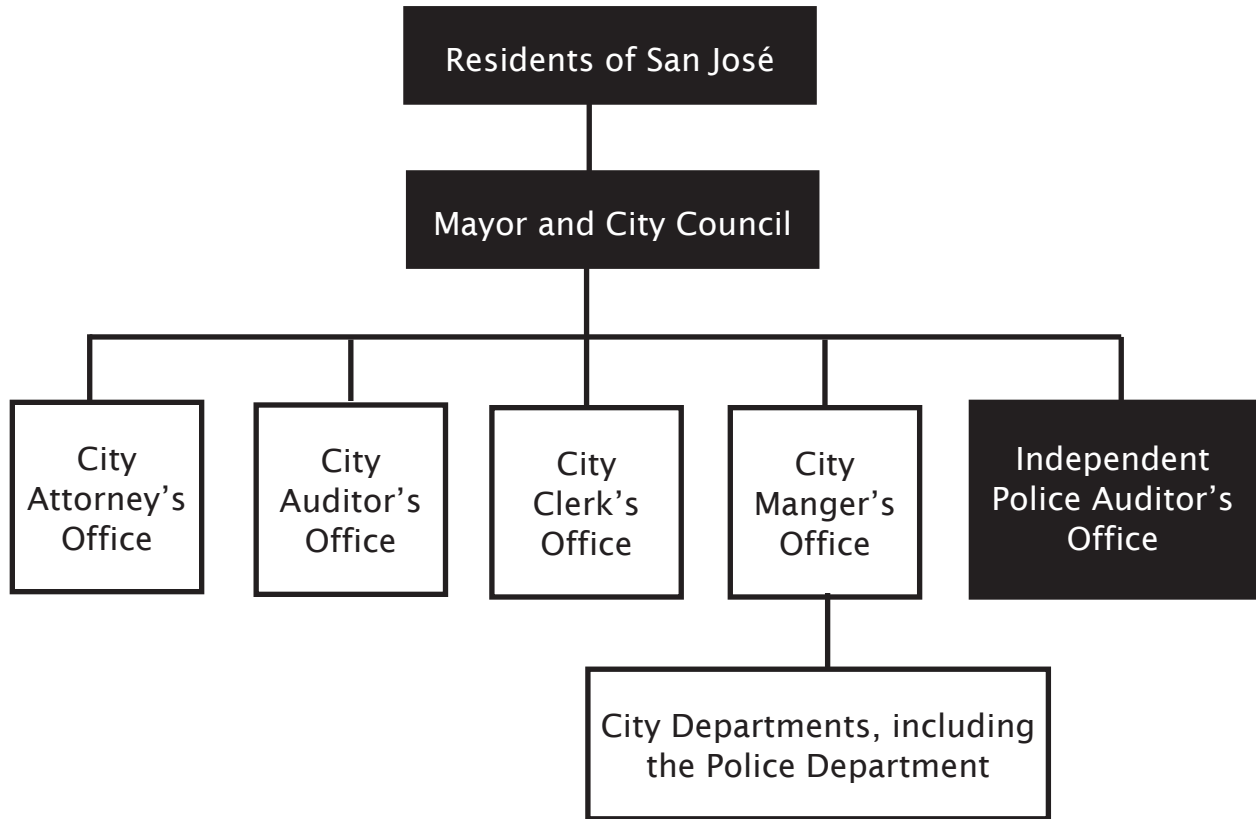 Residents of San José
Mayor and City Council
City
Attorney's
Office
City
Auditor's
Office
City
Clerk's
Office
City
Manger's
Office
Independent
Police Auditor's
Office
City Departments, including
the Police Department